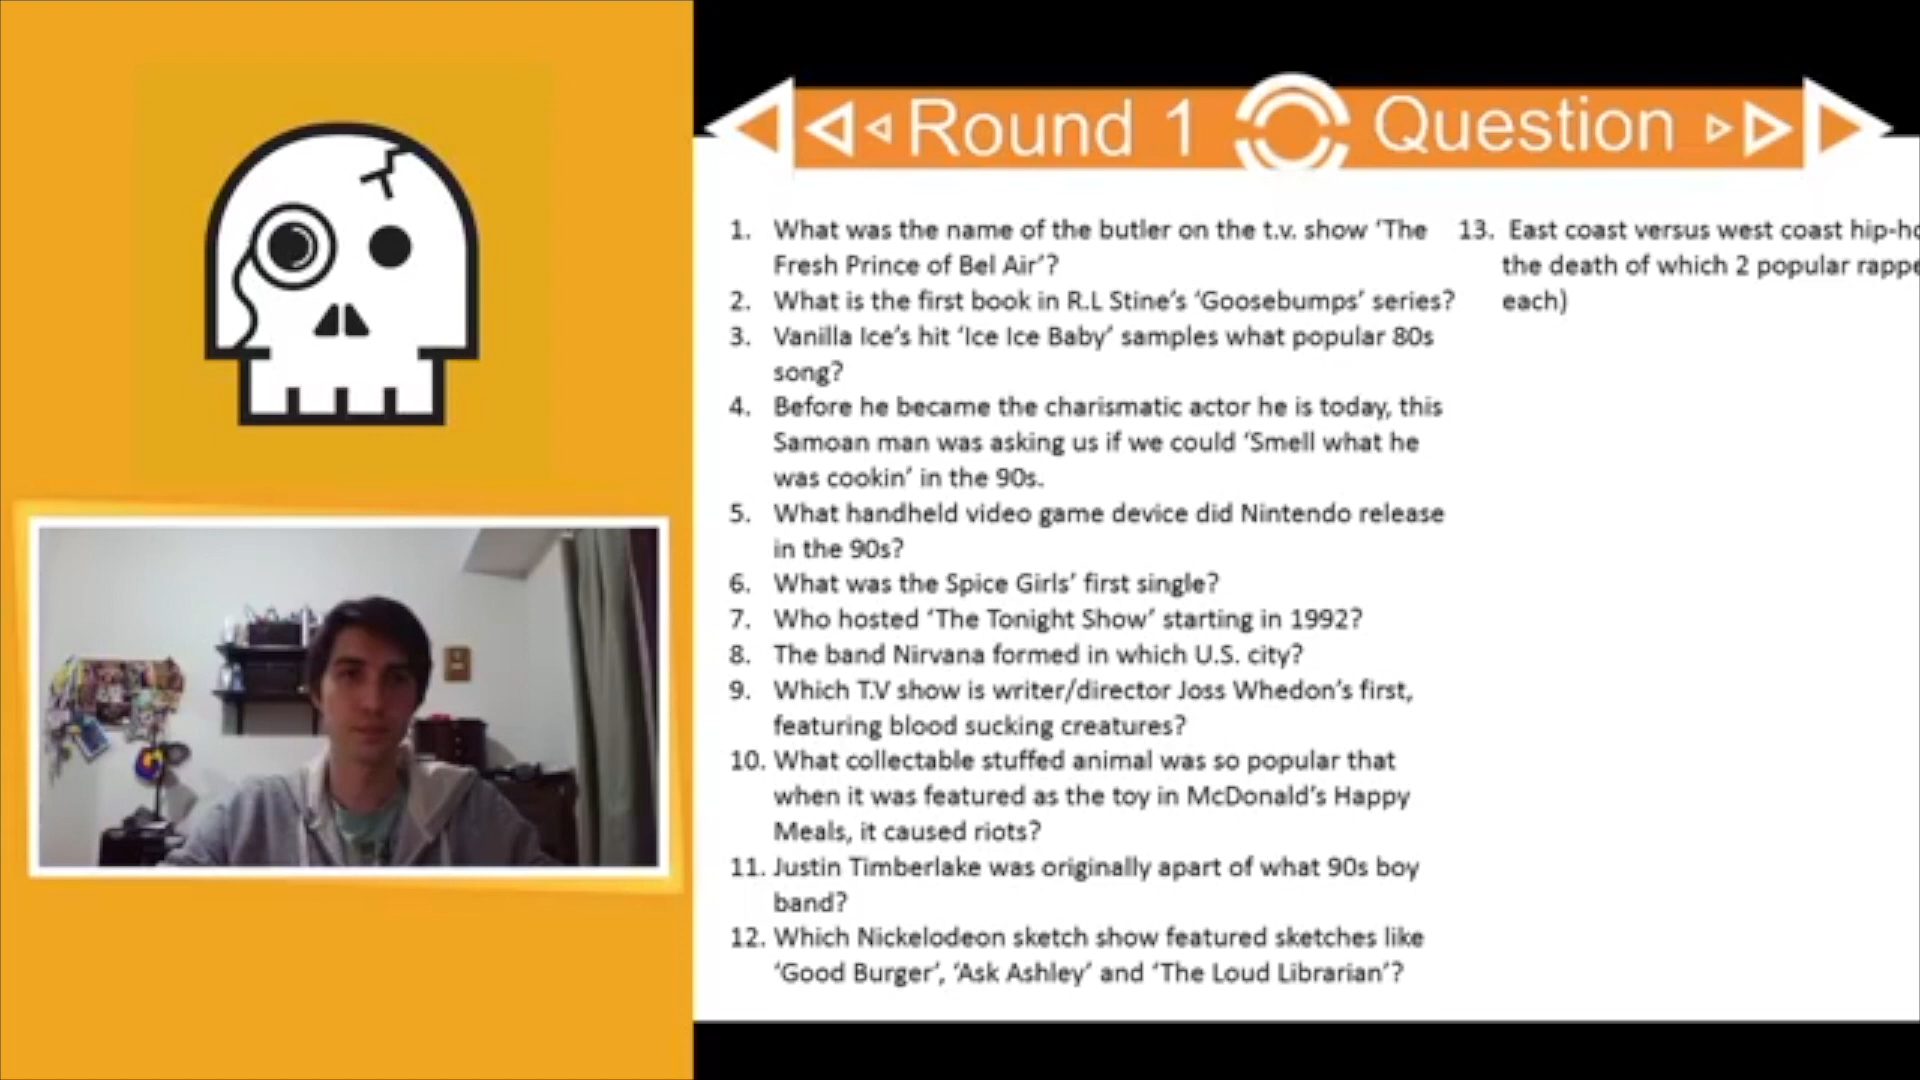 Round 1 Question
1. What was the name of the butler on the t.v. show ‘The
Fresh Prince of Bel Air’?
2. What is the first book in R.L Stine’s ‘Goosebumps’ series?
3. Vanilla Ice’s hit ‘Ice Ice Baby’ samples what popular 80s
song?
4. Before he became the charismatic actor he is today, this
Samoan man was asking us if we could ‘Smell what he
was cookin’ in the 90s.
5. What handheld video game device did Nintendo release
in the 90s?
6. What was the Spice Girls’ first single?
7. Who hosted ‘The Tonight Show’ starting in 1992?
8. The band Nirvana formed in which U.S. city?
9. Which T.V show is writer/director Joss Whedon’s first,
featuring blood sucking creatures?
10. What collectable stuffed animal was so popular that
when it was featured as the toy in McDonald’s Happy
Meals, it caused riots?
11. Justin Timberlake was originally apart of what 90s boy
band?
12. Which Nickelodeon sketch show featured sketches like
‘Good Burger’, ‘Ask Ashley’ and ‘The Loud Librarian’?
13. East coast versus west coast
the death of which 2 popular
each)